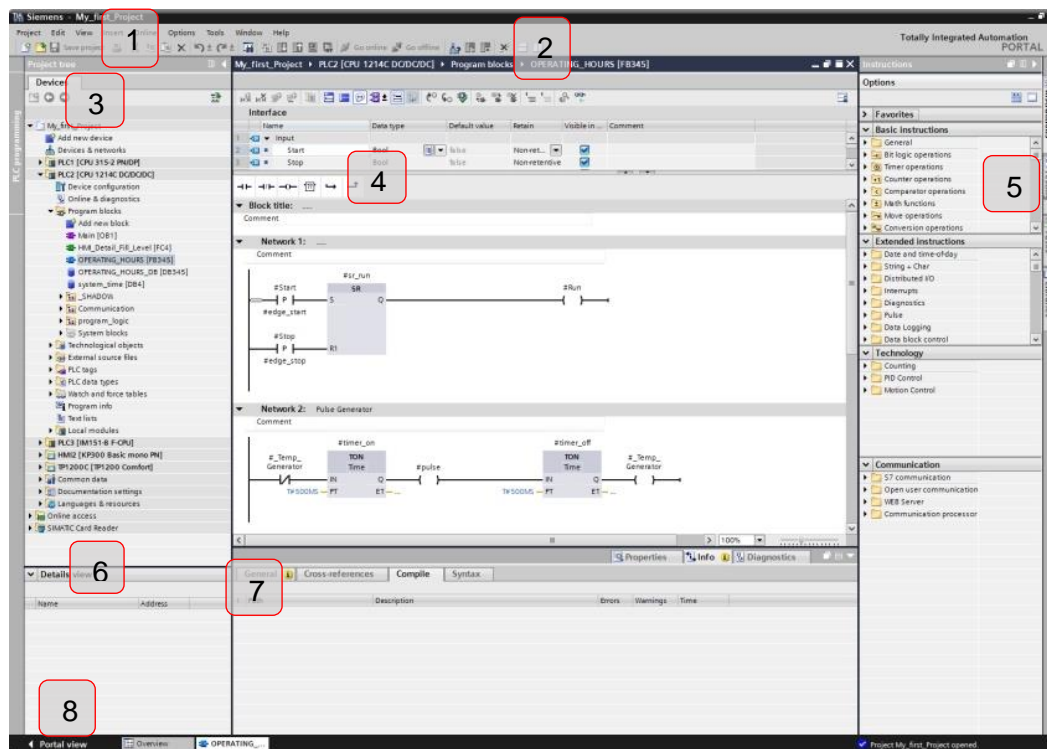 Siemens - My_first_Project
Project Edit View Insert Online Options Tools Window Help
Totally Integrated Automation
PORTAL
Save project
Go online
Go offline
1
2
Project tree
Devices
3
PLC programming
My_first_Project
Add new device
Devices & networks
PLC1 [CPU 315-2 PN/DP]
PLC2 [CPU 1214C DC/DC/DC]
Device configuration
Online & diagnostics
Program blocks
Add new block
Main [OB1]
HMI_Detail_Fill_Level [FC4]
OPERATING_HOURS [FB345]
OPERATING_HOURS_DB [DB345]
system_time [DB4]
_SHADOW
Communication
program_logic
System blocks
Technological objects
External source files
PLC tags
PLC data types
Watch and force tables
Program info
Text lists
Local modules
PLC3 [IM151-8 F-CPU]
HMI2 [KP300 Basic mono PN]
TP1200C [TP1200 Comfort]
Common data
Documentation settings
Languages & resources
Online access
SIMATIC Card Reader
6
Details view
Name Address
8
My_first_Project ▸ PLC2 [CPU 1214C DC/DC/DC] ▸ Program blocks ▸ OPERATING_HOURS [FB345]
Interface
Name Data type Default value Retain Visible in ... Comment
1 Input
2 Start Bool false Non-ret...
3 Stop Bool false Non-retentive
4
Block title: ....
Comment
Network 1: ....
Comment
#sr_run
#Start
SR
#Run
P S Q
#edge_start
#Stop
P R1
#edge_stop
Network 2: Pulse Generator
Comment
#timer_on
#timer_off
#_Temp_
Generator
TON
Time
#pulse
TON
Time
#_Temp_
Generator
IN Q
IN Q
T#500MS PT ET ...
T#500MS PT ET ...
100%
Properties Info Diagnostics
General Cross-references Compile Syntax
7
Path Description Errors Warnings Time
Instructions
Options
Favorites
Basic instructions
General
Bit logic operations
Timer operations
Counter operations
Comparator operations
Math functions
Move operations
Conversion operations
5
Extended instructions
Date and time-of-day
String + Char
Distributed I/O
Interrupts
Diagnostics
Pulse
Data Logging
Data block control
Technology
Counting
PID Control
Motion Control
Communication
S7 communication
Open user communication
WEB Server
Communication processor
Portal view
Overview
OPERATING_...
Project My_first_Project opened.